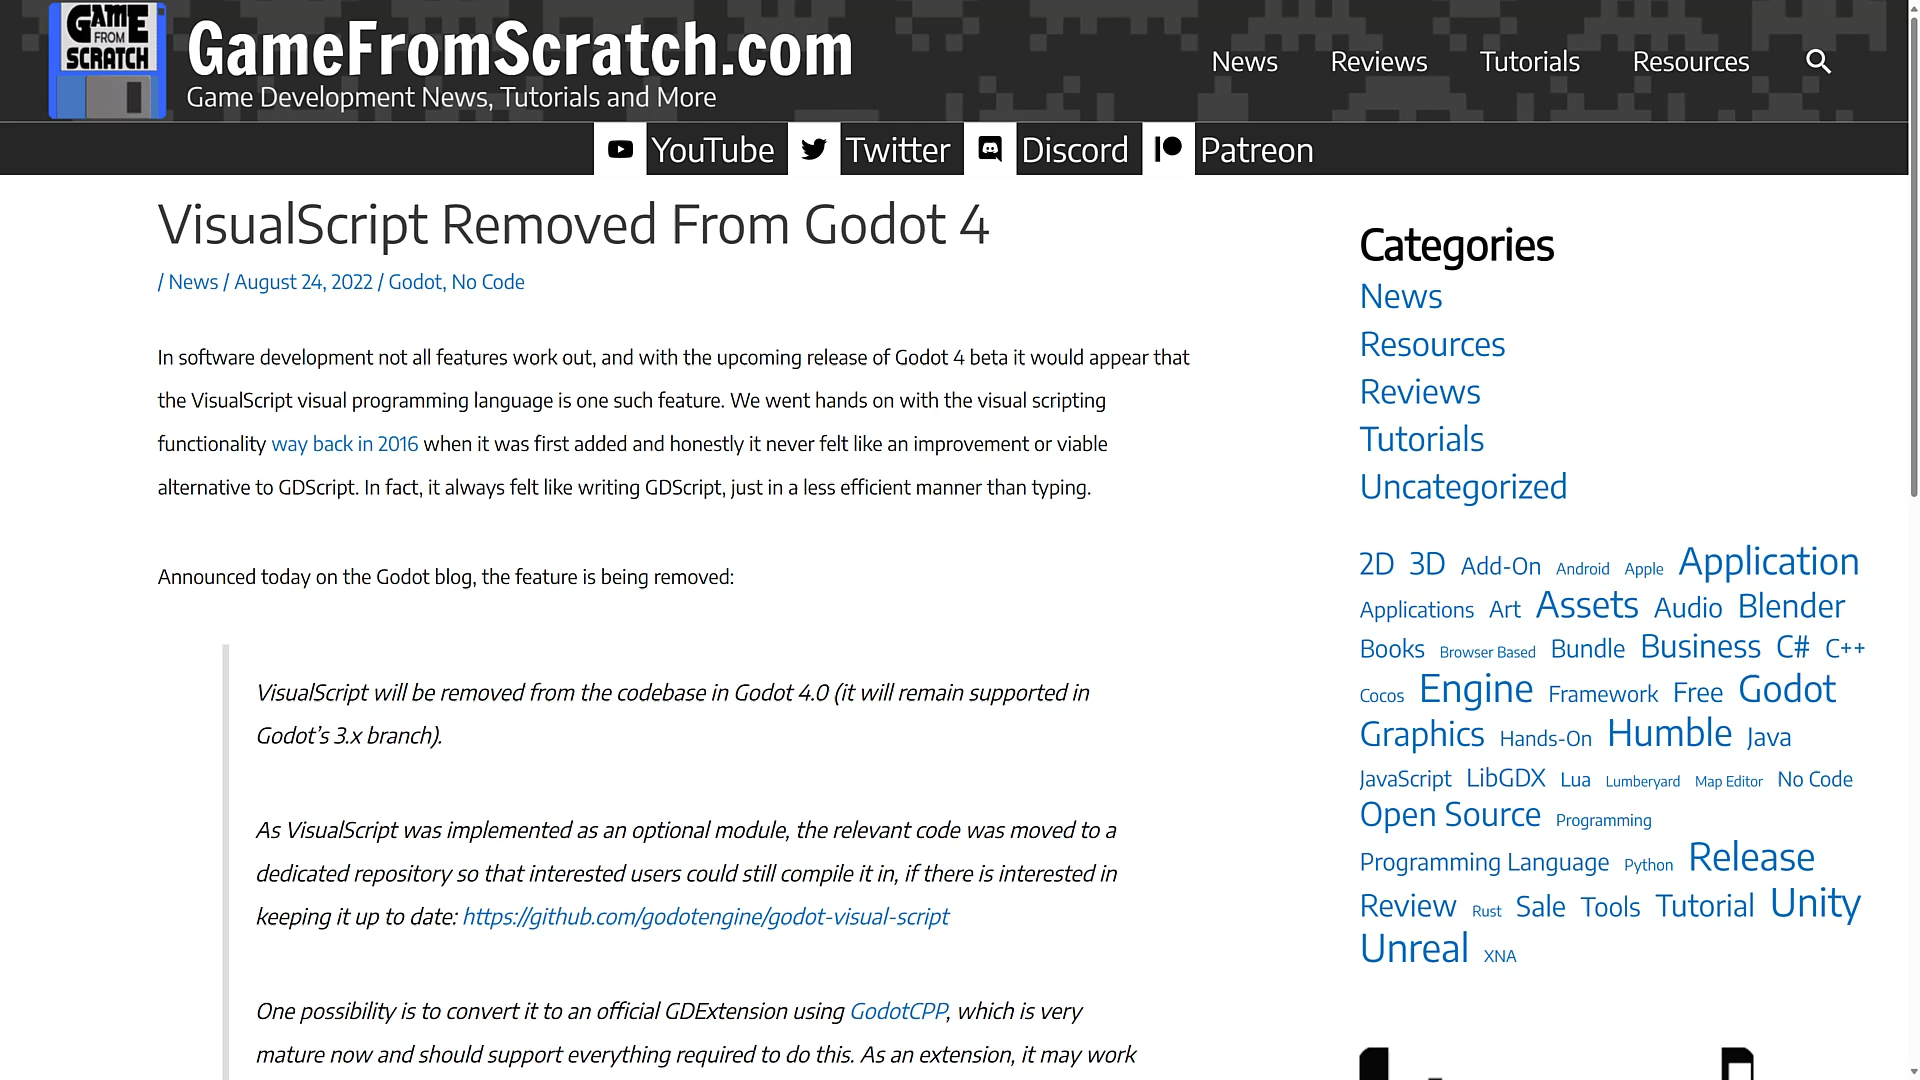 GAME
FROM
SCRATCH
GameFromScratch.com
Game Development News, Tutorials and More
News Reviews Tutorials Resources
YouTube Twitter Discord Patreon
VisualScript Removed From Godot 4
/ News / August 24, 2022 / Godot, No Code
In software development not all features work out, and with the upcoming release of Godot 4 beta it would appear that
the VisualScript visual programming language is one such feature. We went hands on with the visual scripting
functionality way back in 2016 when it was first added and honestly it never felt like an improvement or viable
alternative to GDScript. In fact, it always felt like writing GDScript, just in a less efficient manner than typing.
Announced today on the Godot blog, the feature is being removed:
VisualScript will be removed from the codebase in Godot 4.0 (it will remain supported in
Godot’s 3.x branch).
As VisualScript was implemented as an optional module, the relevant code was moved to a
dedicated repository so that interested users could still compile it in, if there is interested in
keeping it up to date: https://github.com/godotengine/godot-visual-script
One possibility is to convert it to an official GDExtension using GodotCPP, which is very
mature now and should support everything required to do this. As an extension, it may work
Categories
News
Resources
Reviews
Tutorials
Uncategorized
2D 3D Add-On Android Apple Application
Applications Art Assets Audio Blender
Books Browser Based Bundle Business C# C++
Cocos Engine Framework Free Godot
Graphics Hands-On Humble Java
JavaScript LibGDX Lua Lumberyard Map Editor No Code
Open Source Programming
Programming Language Python Release
Review Rust Sale Tools Tutorial Unity
Unreal XNA